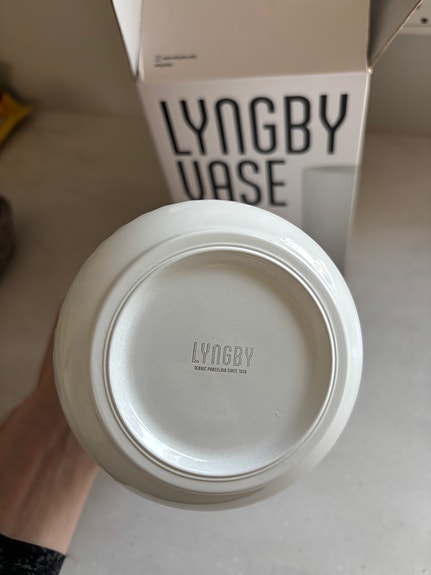 LYNGBY
VASE
LYNGBY
ICONIC PORCELAIN SINCE 1936